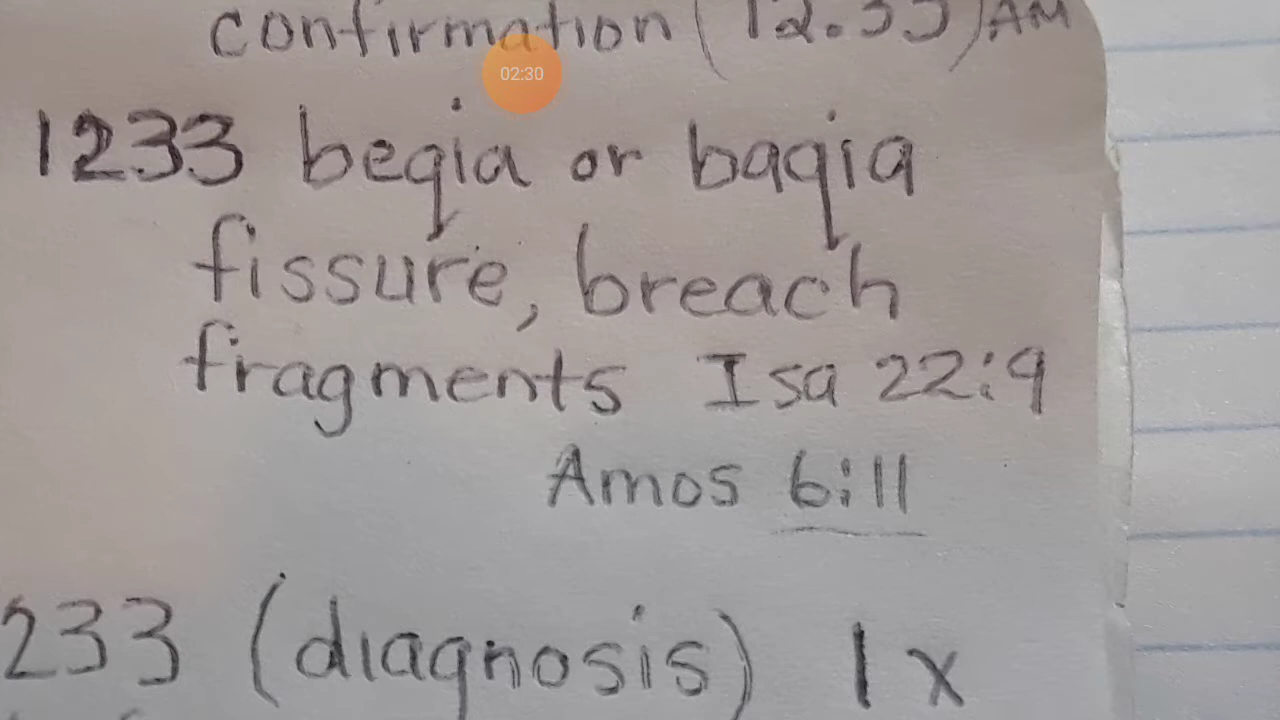 confirmation (12:33) AM
02:30
1233 beqia or baqia
fissure, breach
fragments Isa 22:9
Amos 6:11
233 (diagnosis) 1x